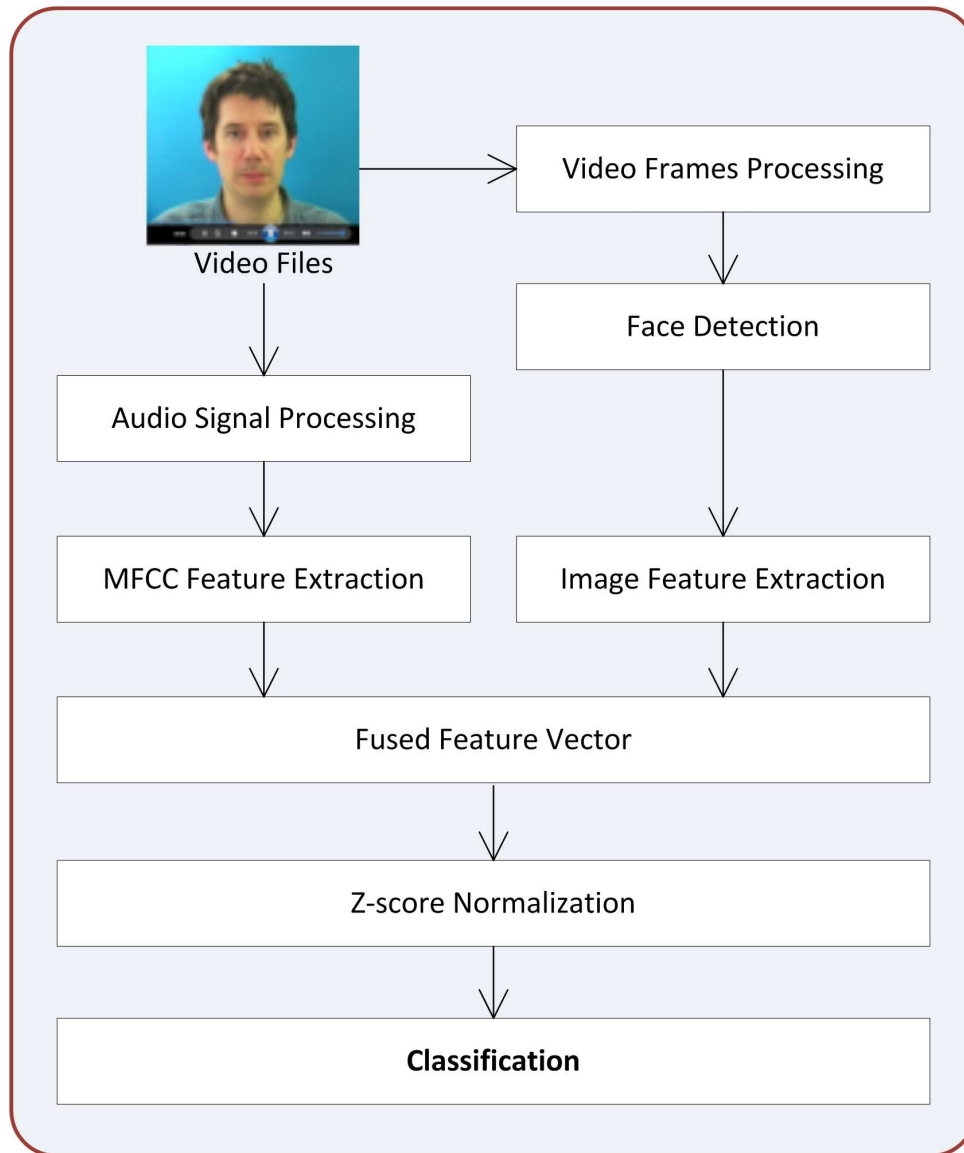 Video Files
Video Frames Processing
Face Detection
Audio Signal Processing
MFCC Feature Extraction
Image Feature Extraction
Fused Feature Vector
Z-score Normalization
Classification